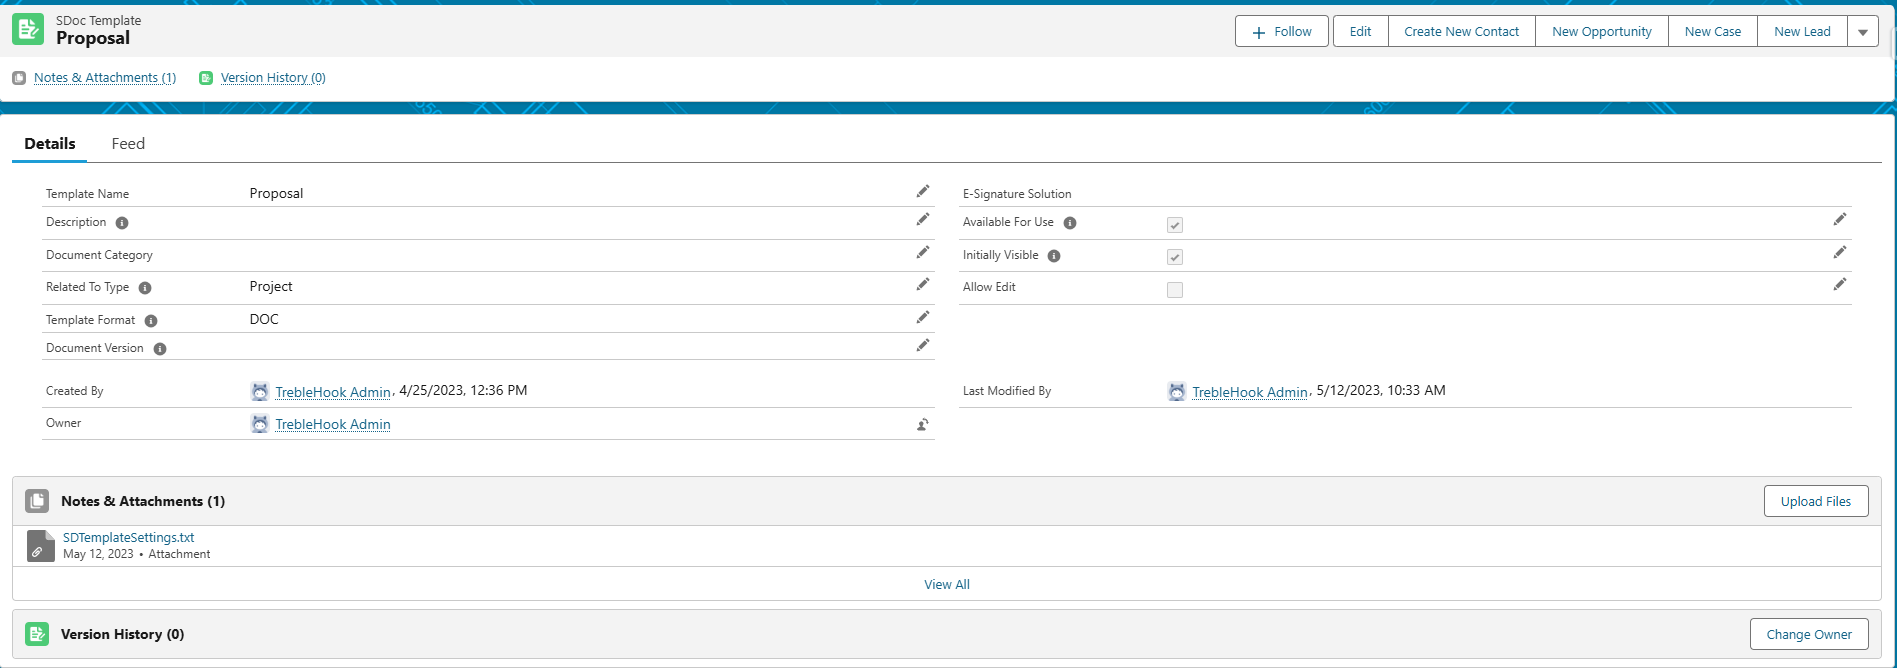 SDoc Template
Proposal
Follow
Edit
Create New Contact
New Opportunity
New Case
New Lead
Notes & Attachments (1)
Version History (0)
Details
Feed
Template Name
Proposal
E-Signature Solution
Description
Available For Use
Document Category
Initially Visible
Related To Type
Project
Allow Edit
Template Format
DOC
Document Version
Created By
TrebleHook Admin, 4/25/2023, 12:36 PM
Last Modified By
TrebleHook Admin, 5/12/2023, 10:33 AM
Owner
TrebleHook Admin
Notes & Attachments (1)
Upload Files
SDTemplateSettings.txt
May 12, 2023 • Attachment
View All
Version History (0)
Change Owner